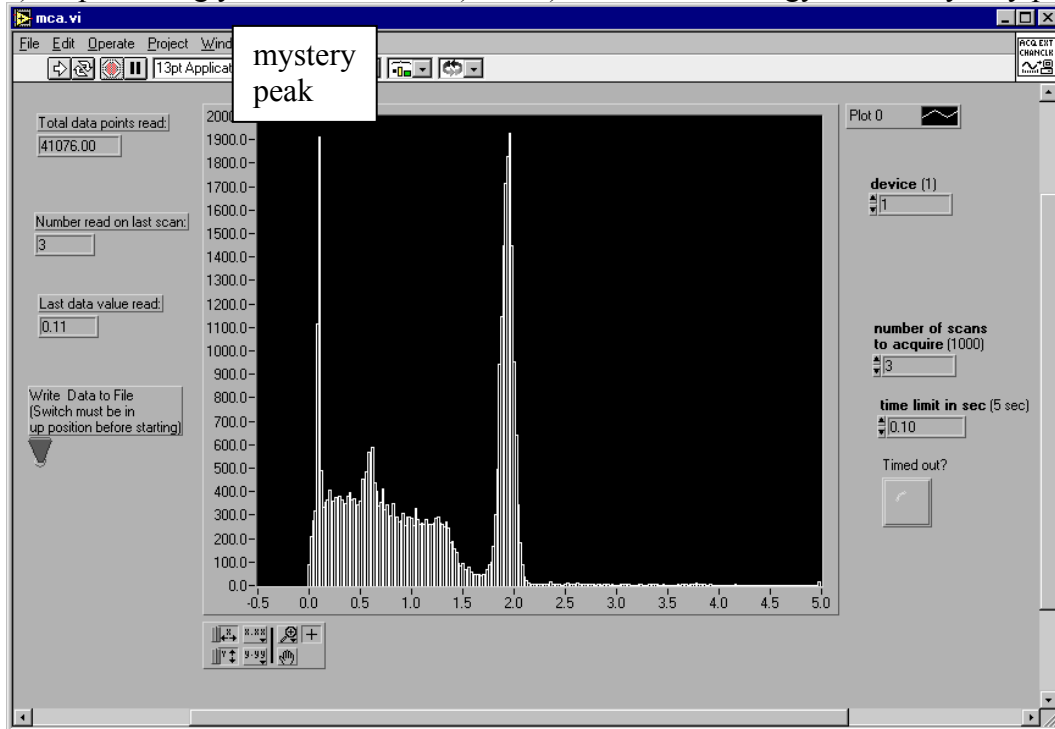 mca.vi
File Edit Operate Project Wind
13pt Applicat
mystery
peak
ACQ EXT
CHANCLK
Total data points read:
41076.00
Number read on last scan:
3
Last data value read:
0.11
Write Data to File
(Switch must be in
up position before starting)
2000
1900.0
1800.0
1700.0
1600.0
1500.0
1400.0
1300.0
1200.0
1100.0
1000.0
900.0
800.0
700.0
600.0
500.0
400.0
300.0
200.0
100.0
0.0
-0.5 0.0 0.5 1.0 1.5 2.0 2.5 3.0 3.5 4.0 4.5 5.0
Plot 0
device (1)
1
number of scans
to acquire (1000)
3
time limit in sec (5 sec)
0.10
Timed out?
X x.xx
Y y.yy